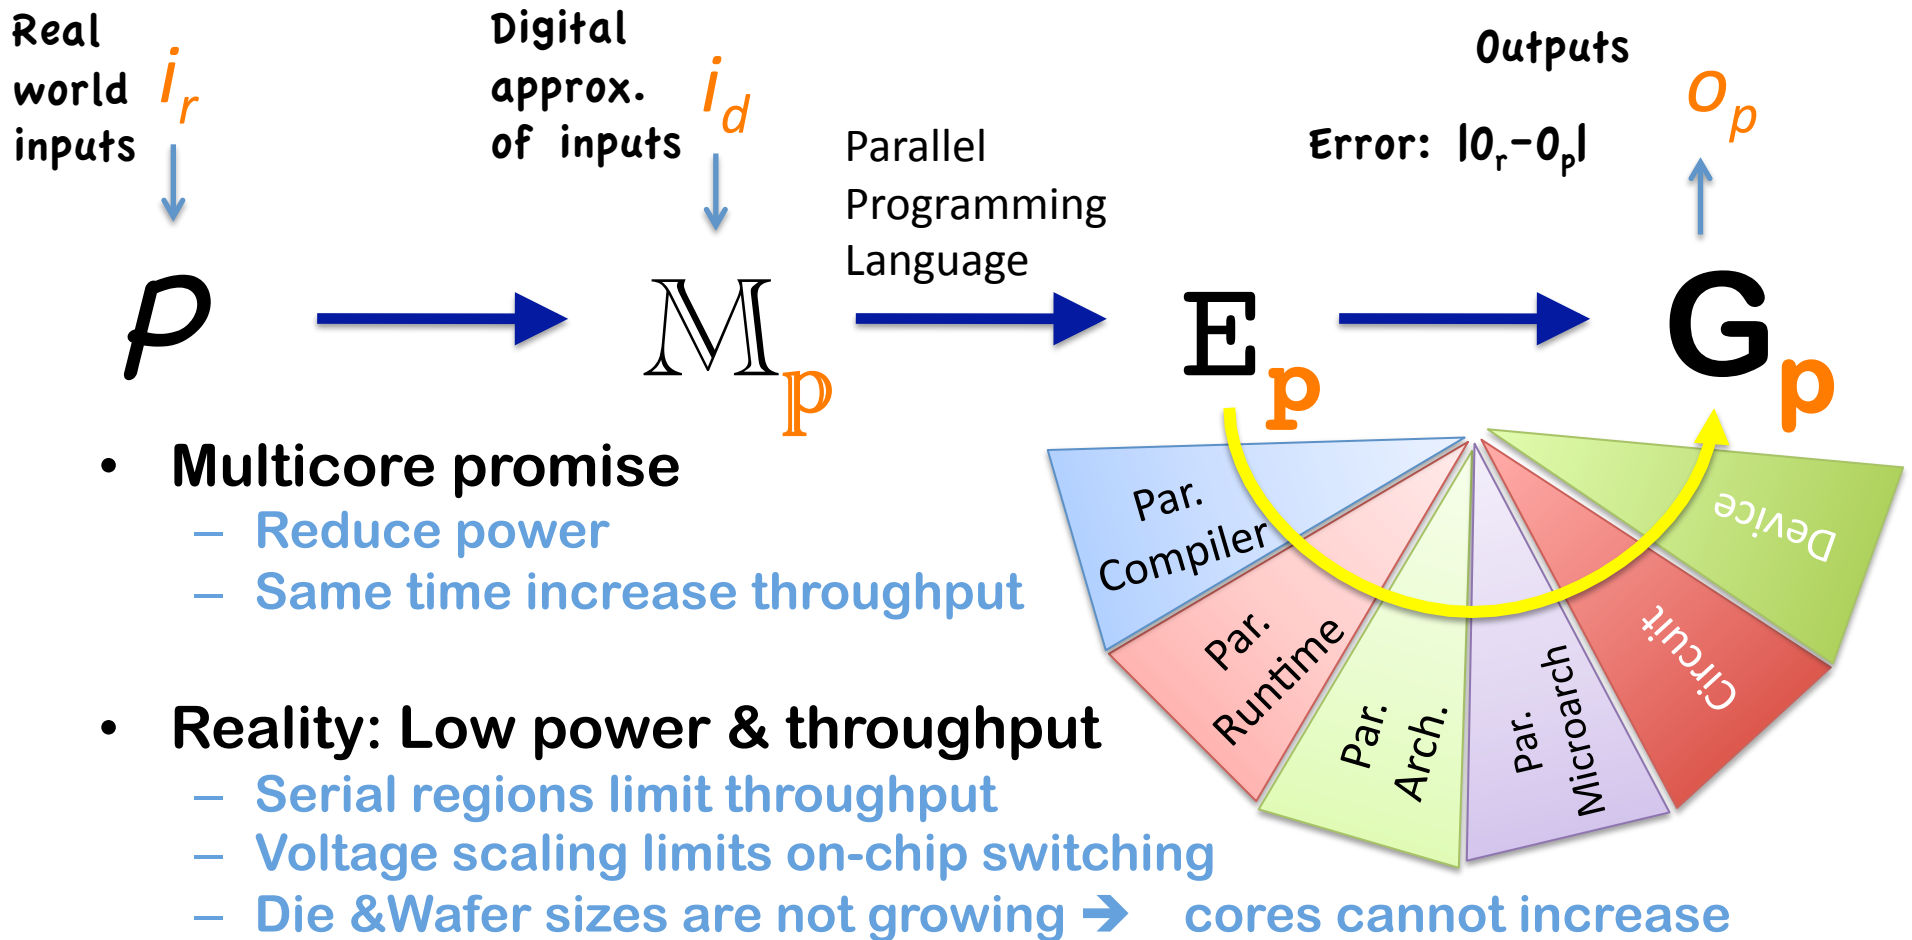 Real
world
inputs
i_r
Digital
approx.
of inputs
i_d
Parallel
Programming
Language
Outputs
o_p
Error: |O_r-O_p|
P
M_p
E_p
G_p
• Multicore promise
– Reduce power
– Same time increase throughput
• Reality: Low power & throughput
– Serial regions limit throughput
– Voltage scaling limits on-chip switching
– Die &Wafer sizes are not growing ➔ cores cannot increase
Par.
Compiler
Par.
Runtime
Par.
Arch.
Par.
Microarch
Circuit
Device